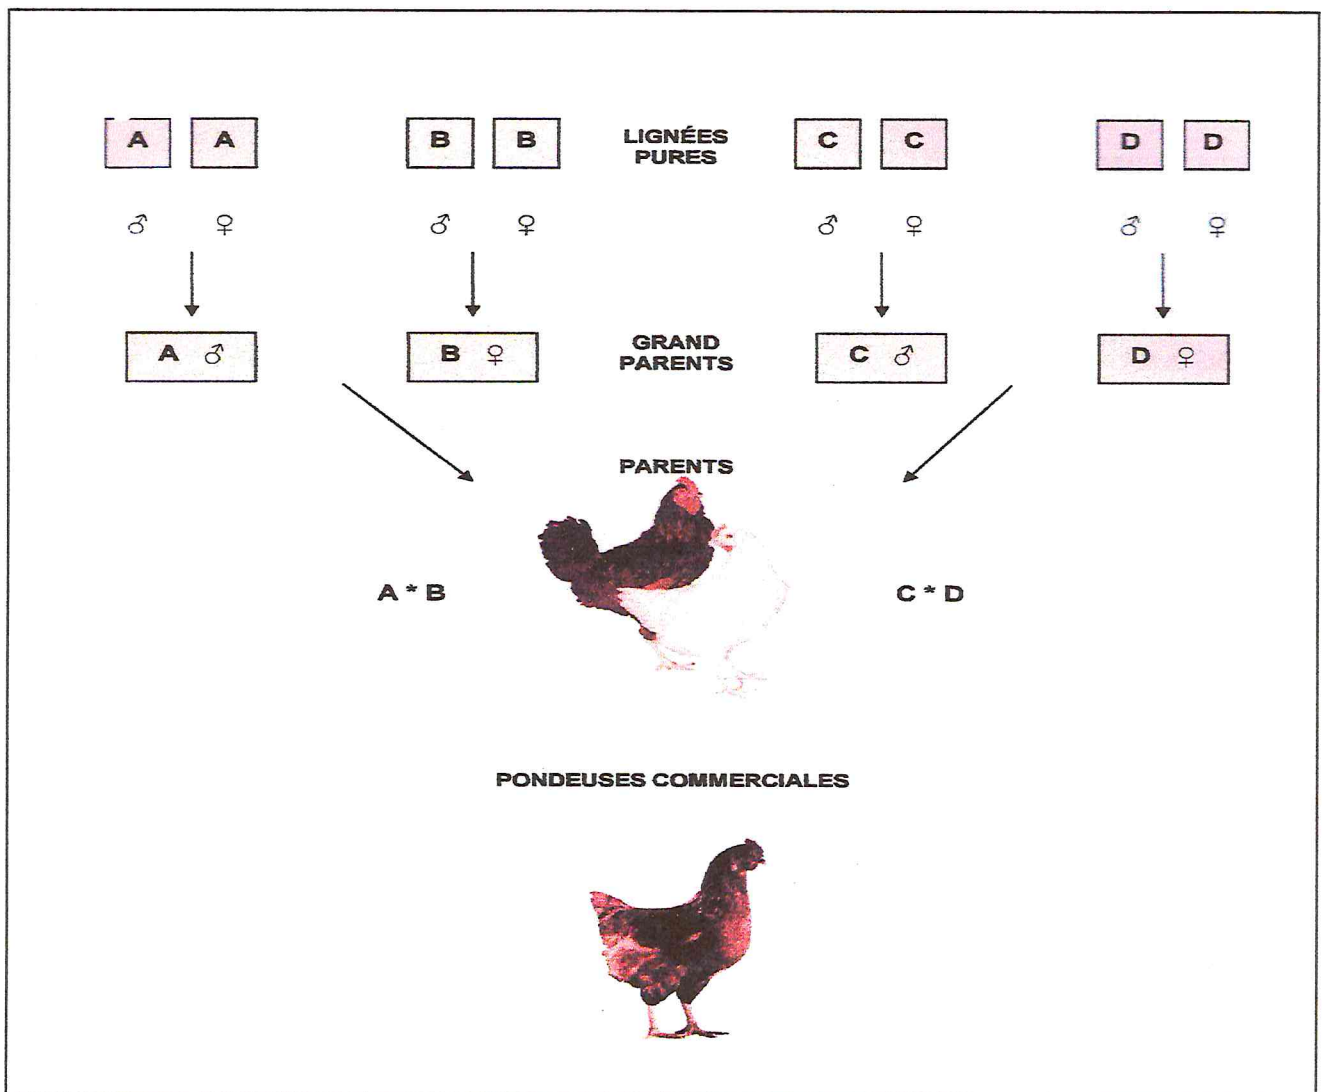 A A B B LIGNÉES PURES C C D D
♂ ♀ ♂ ♀ ♂ ♀ ♂ ♀
A ♂ B ♀ GRAND PARENTS C ♂ D ♀
PARENTS
A * B C * D
PONDEUSES COMMERCIALES